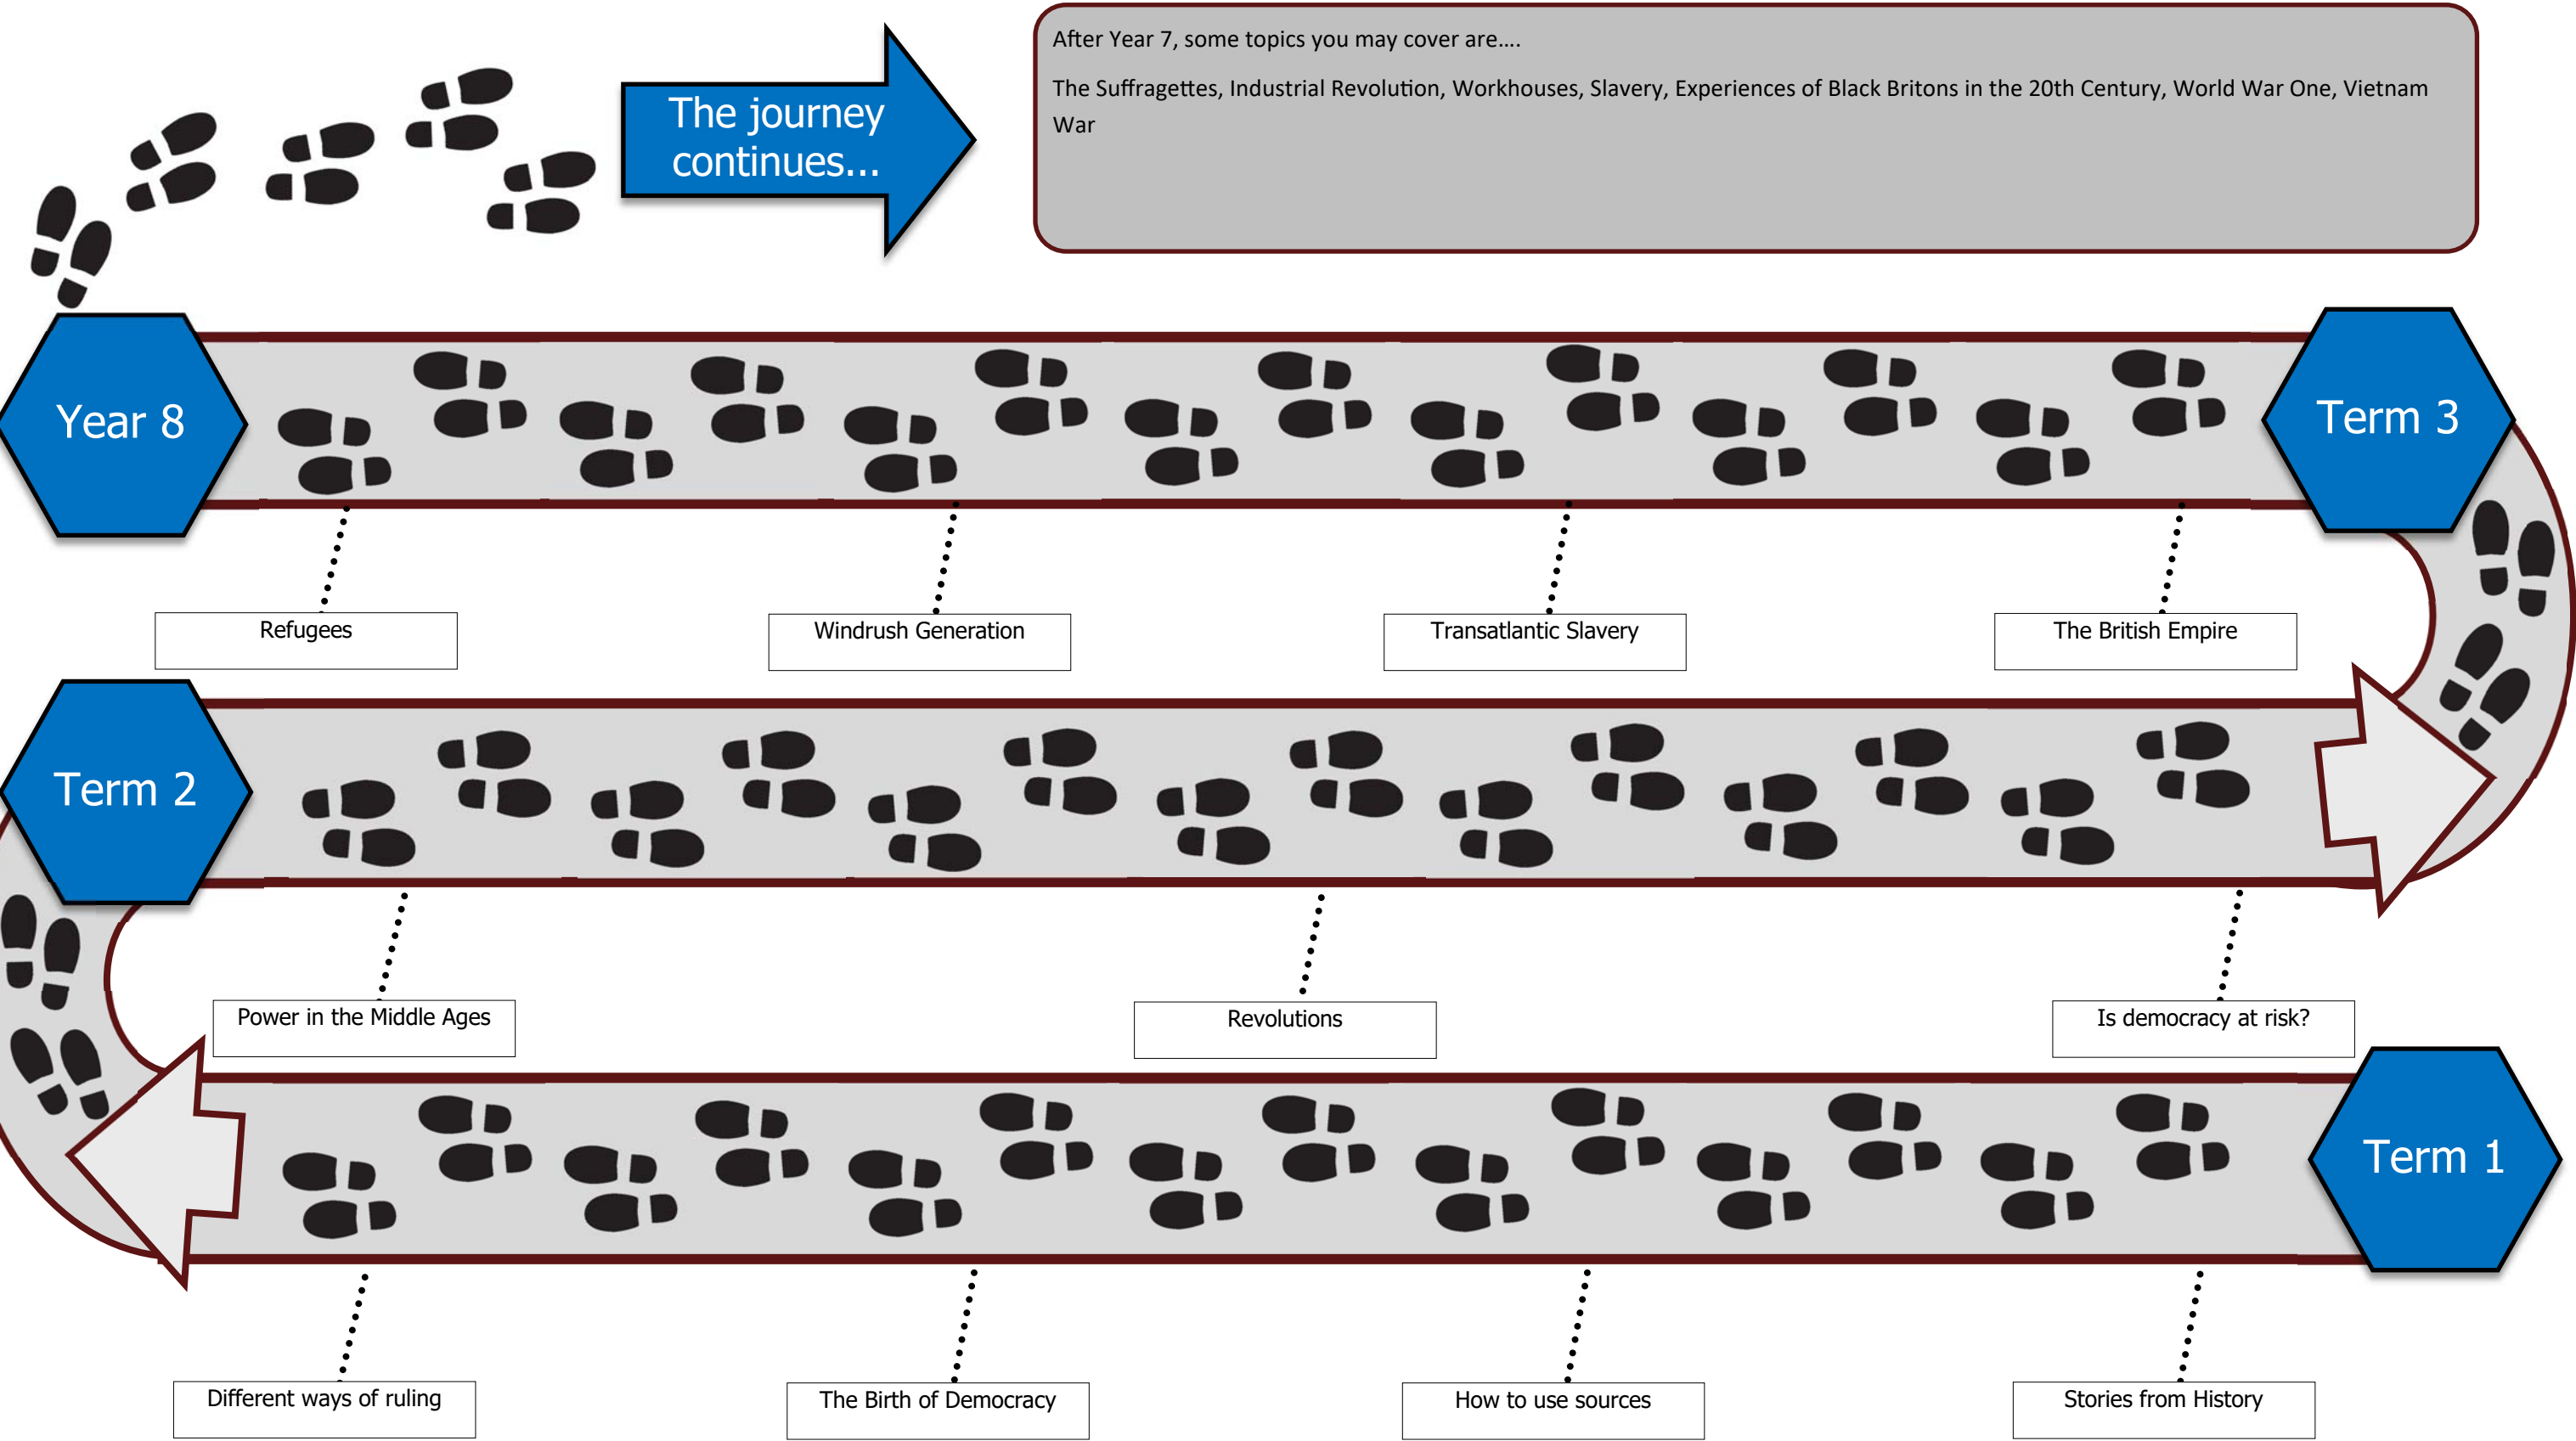 After Year 7, some topics you may cover are....
The Suffragettes, Industrial Revolution, Workhouses, Slavery, Experiences of Black Britons in the 20th Century, World War One, Vietnam
War
The journey
continues...
Year 8
Term 3
Refugees
Windrush Generation
Transatlantic Slavery
The British Empire
Term 2
Power in the Middle Ages
Revolutions
Is democracy at risk?
Term 1
Different ways of ruling
The Birth of Democracy
How to use sources
Stories from History